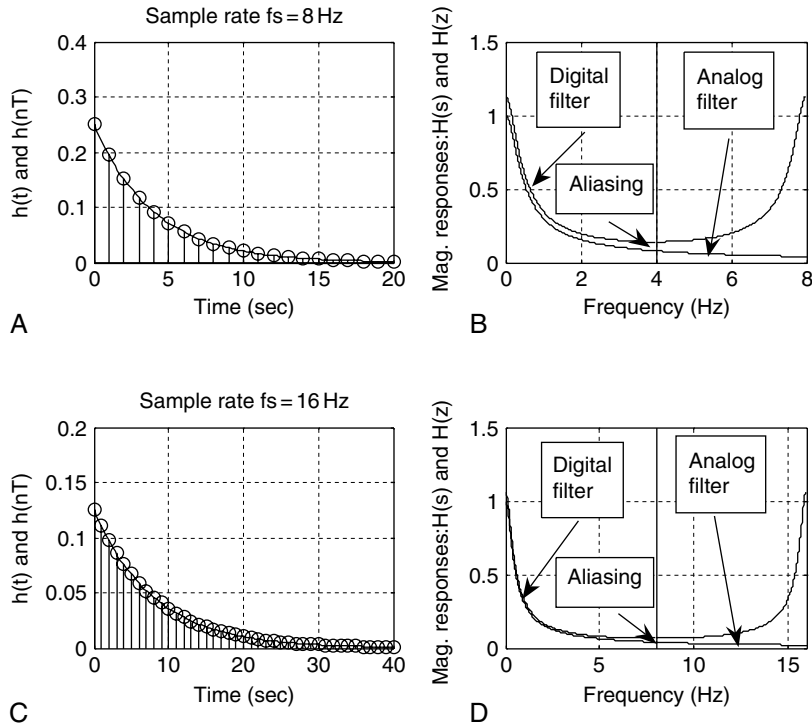 Sample rate fs = 8 Hz
h(t) and h(nT)
0.4
0.3
0.2
0.1
0
0 5 10 15 20
Time (sec)
A
Mag. responses:H(s) and H(z)
1.5
1
0.5
0
Digital
filter
Analog
filter
Aliasing
0 2 4 6 8
Frequency (Hz)
B
Sample rate fs = 16 Hz
h(t) and h(nT)
0.2
0.15
0.1
0.05
0
0 10 20 30 40
Time (sec)
C
Mag. responses:H(s) and H(z)
1.5
1
0.5
0
Digital
filter
Analog
filter
Aliasing
0 5 10 15
Frequency (Hz)
D